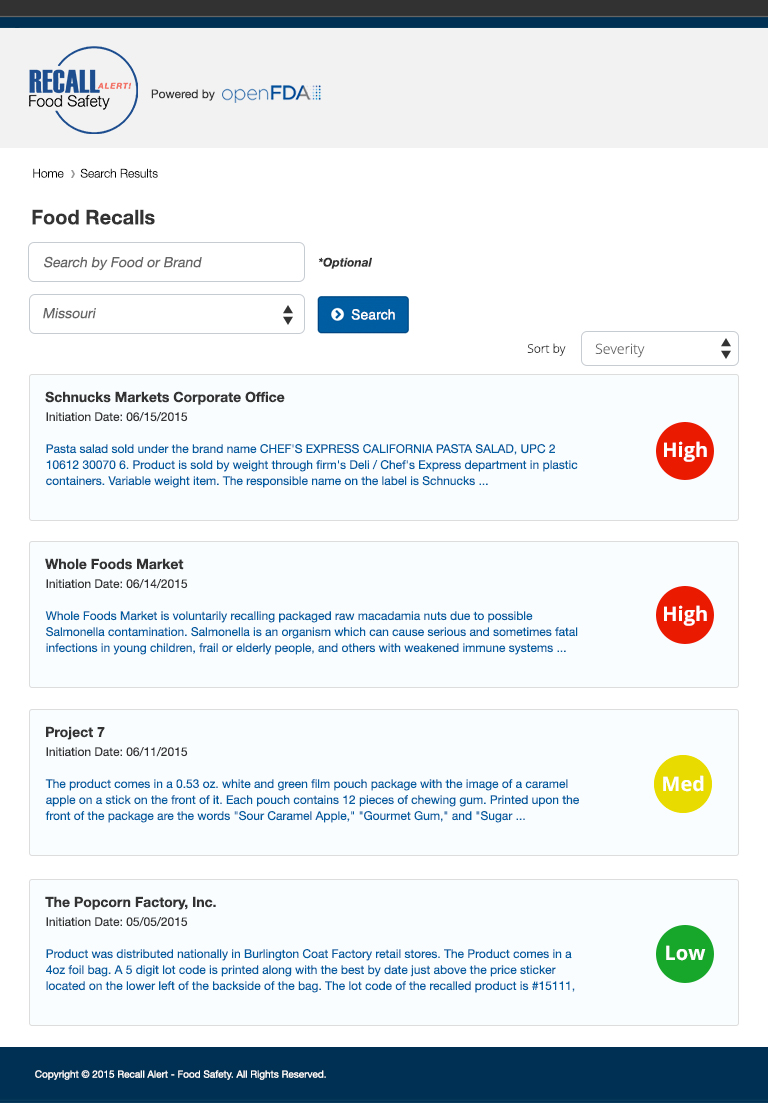 RECALL ALERT!
Food Safety
Powered by openFDA
Home › Search Results
Food Recalls
Search by Food or Brand
*Optional
Missouri
Search
Sort by
Severity
Schnucks Markets Corporate Office
Initiation Date: 06/15/2015
Pasta salad sold under the brand name CHEF'S EXPRESS CALIFORNIA PASTA SALAD, UPC 2
10612 30070 6. Product is sold by weight through firm's Deli / Chef's Express department in plastic
containers. Variable weight item. The responsible name on the label is Schnucks ...
High
Whole Foods Market
Initiation Date: 06/14/2015
Whole Foods Market is voluntarily recalling packaged raw macadamia nuts due to possible
Salmonella contamination. Salmonella is an organism which can cause serious and sometimes fatal
infections in young children, frail or elderly people, and others with weakened immune systems ...
High
Project 7
Initiation Date: 06/11/2015
The product comes in a 0.53 oz. white and green film pouch package with the image of a caramel
apple on a stick on the front of it. Each pouch contains 12 pieces of chewing gum. Printed upon the
front of the package are the words "Sour Caramel Apple," "Gourmet Gum," and "Sugar ...
Med
The Popcorn Factory, Inc.
Initiation Date: 05/05/2015
Product was distributed nationally in Burlington Coat Factory retail stores. The Product comes in a
4oz foil bag. A 5 digit lot code is printed along with the best by date just above the price sticker
located on the lower left of the backside of the bag. The lot code of the recalled product is #15111,
Low
Copyright © 2015 Recall Alert - Food Safety. All Rights Reserved.